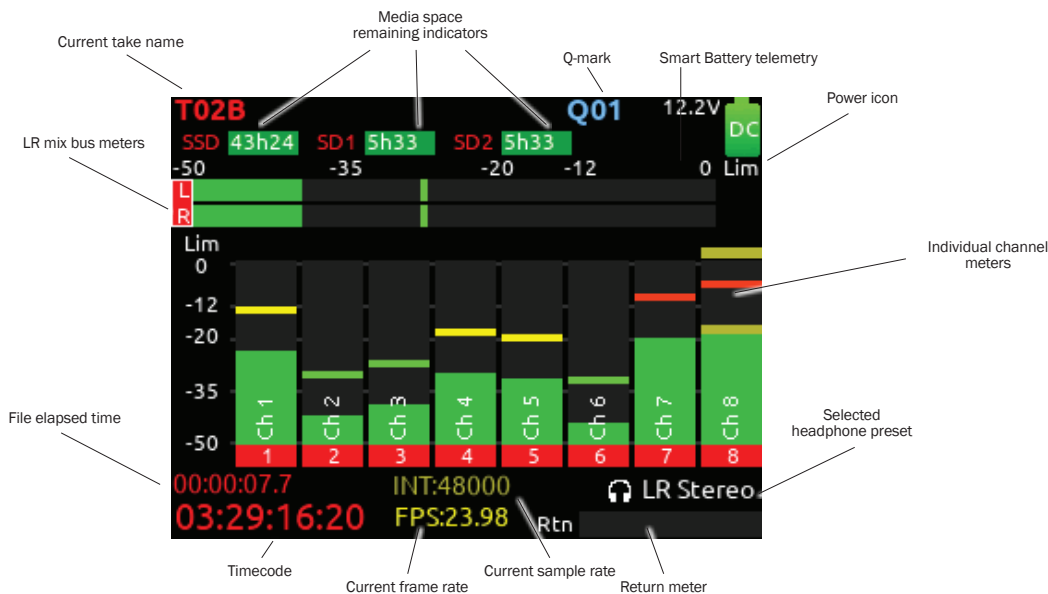 Media space
remaining indicators
Current take name
Q-mark
Smart Battery telemetry
Power icon
T02B
Q01
12.2V
DC
SSD 43h24 SD1 5h33 SD2 5h33
LR mix bus meters
-50 -35 -20 -12 0 Lim
L
R
Lim
0
-12
-20
-35
-50
Individual channel
meters
Ch 1 Ch 2 Ch 3 Ch 4 Ch 5 Ch 6 Ch 7 Ch 8
1 2 3 4 5 6 7 8
File elapsed time
Selected
headphone preset
00:00:07.7 INT:48000 LR Stereo
03:29:16:20 FPS:23.98 Rtn
Timecode
Current frame rate
Current sample rate
Return meter